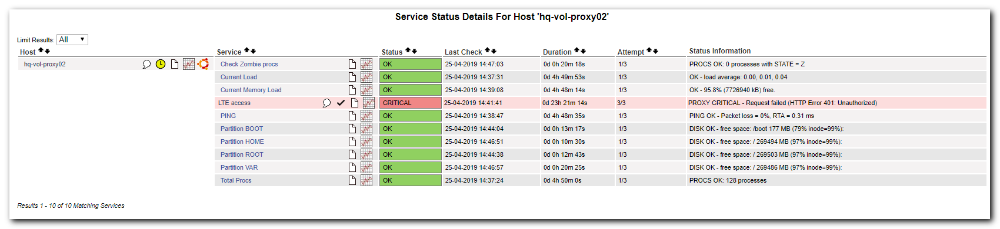 Service Status Details For Host 'hq-vol-proxy02'
Limit Results: All
Host Service Status Last Check Duration Attempt Status Information
hq-vol-proxy02 Check Zombie procs OK 25-04-2019 14:47:03 0d 0h 20m 18s 1/3 PROCS OK: 0 processes with STATE = Z
Current Load OK 25-04-2019 14:37:31 0d 4h 49m 53s 1/3 OK - load average: 0.00, 0.01, 0.04
Current Memory Load OK 25-04-2019 14:39:08 0d 4h 48m 14s 1/3 OK - 95.8% (7726940 kB) free.
LTE access CRITICAL 25-04-2019 14:41:41 0d 23h 21m 14s 3/3 PROXY CRITICAL - Request failed (HTTP Error 401: Unauthorized)
PING OK 25-04-2019 14:38:47 0d 4h 48m 35s 1/3 PING OK - Packet loss = 0%, RTA = 0.31 ms
Partition BOOT OK 25-04-2019 14:44:04 0d 0h 13m 17s 1/3 DISK OK - free space: /boot 177 MB (79% inode=99%):
Partition HOME OK 25-04-2019 14:46:51 0d 0h 10m 30s 1/3 DISK OK - free space: / 269494 MB (97% inode=99%):
Partition ROOT OK 25-04-2019 14:44:38 0d 0h 12m 43s 1/3 DISK OK - free space: / 269503 MB (97% inode=99%):
Partition VAR OK 25-04-2019 14:46:57 0d 0h 20m 25s 1/3 DISK OK - free space: / 269486 MB (97% inode=99%):
Total Procs OK 25-04-2019 14:37:24 0d 4h 50m 0s 1/3 PROCS OK: 128 processes
Results 1 - 10 of 10 Matching Services